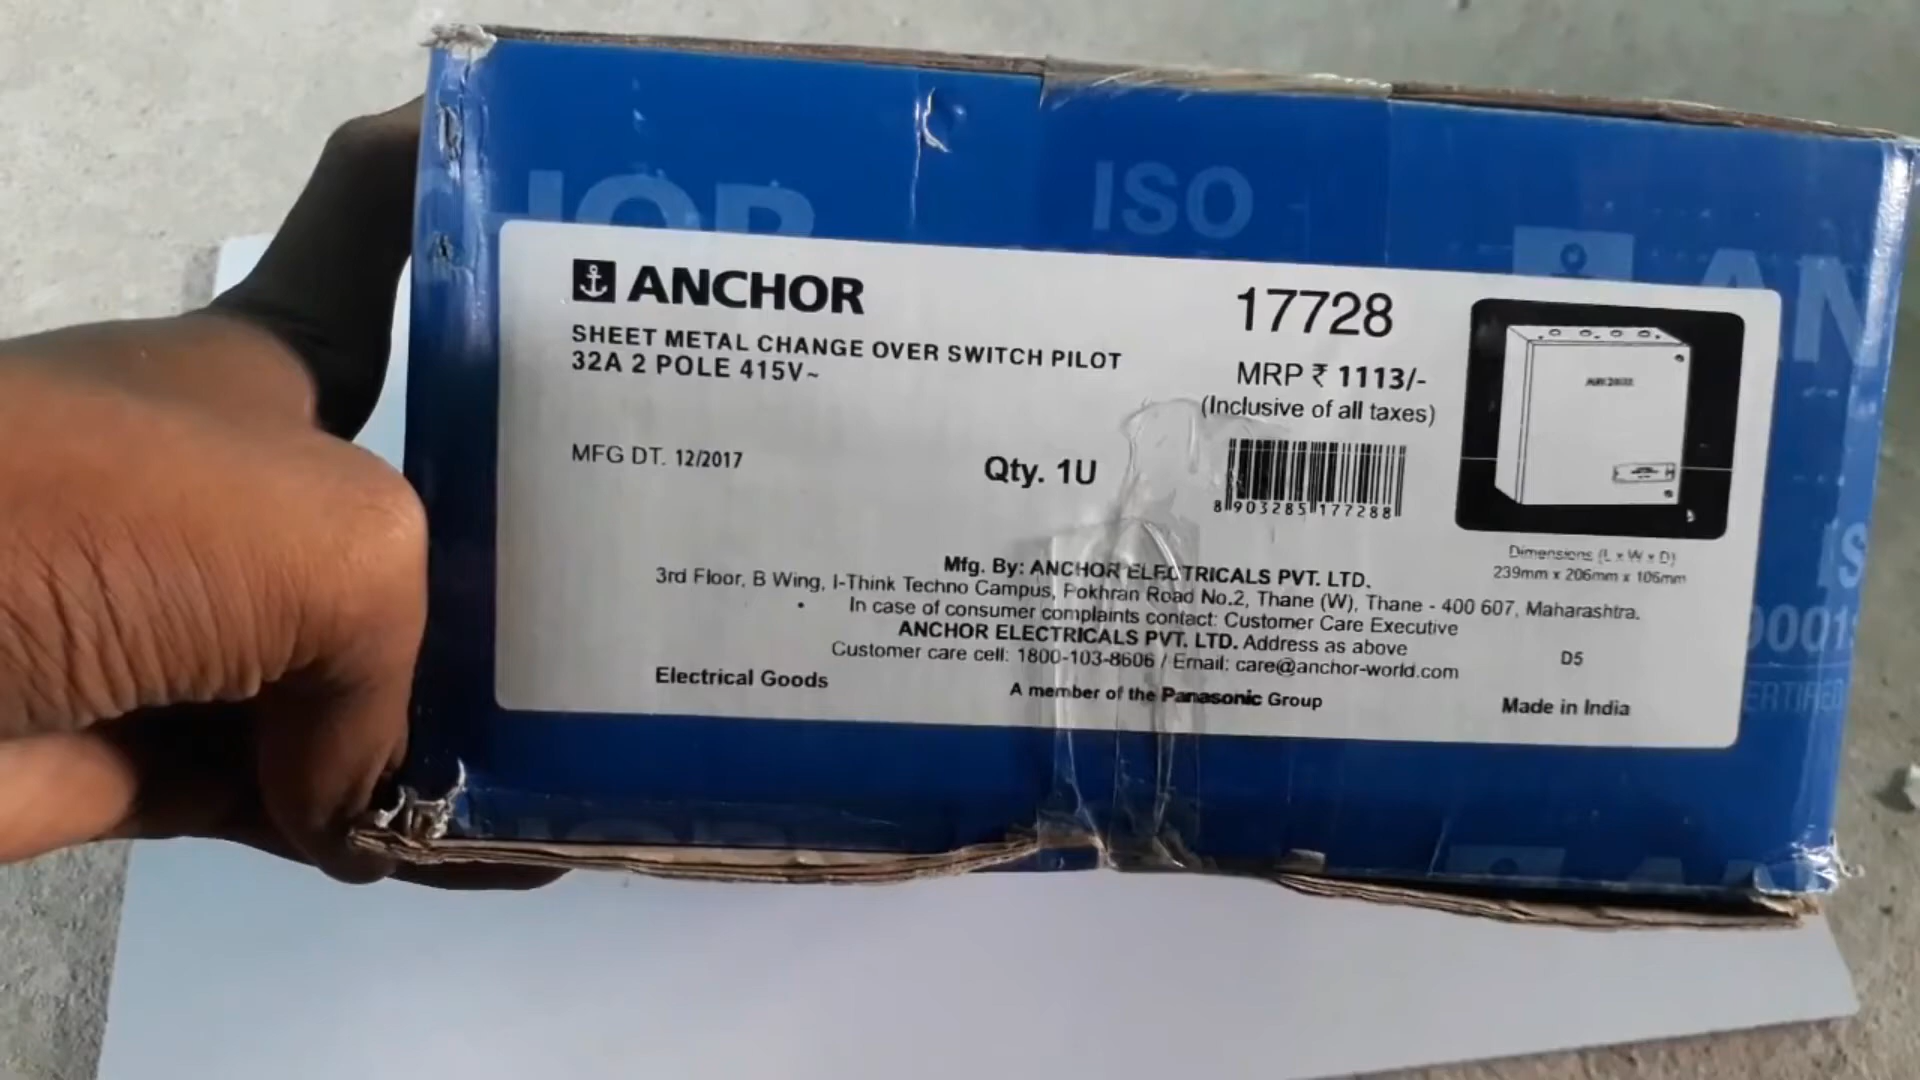 ISO
ANCHOR
SHEET METAL CHANGE OVER SWITCH PILOT
32A 2 POLE 415V~
MFG DT. 12/2017
Qty. 1U
17728
MRP ₹ 1113/-
(Inclusive of all taxes)
8 903285 177288
Dimensions (L x W x D)
239mm x 206mm x 106mm
Mfg. By: ANCHOR ELECTRICALS PVT. LTD.
3rd Floor, B Wing, I-Think Techno Campus, Pokhran Road No.2, Thane (W), Thane - 400 607, Maharashtra.
In case of consumer complaints contact: Customer Care Executive
ANCHOR ELECTRICALS PVT. LTD. Address as above
Customer care cell: 1800-103-8606 / Email: care@anchor-world.com
D5
Electrical Goods
A member of the Panasonic Group
Made in India